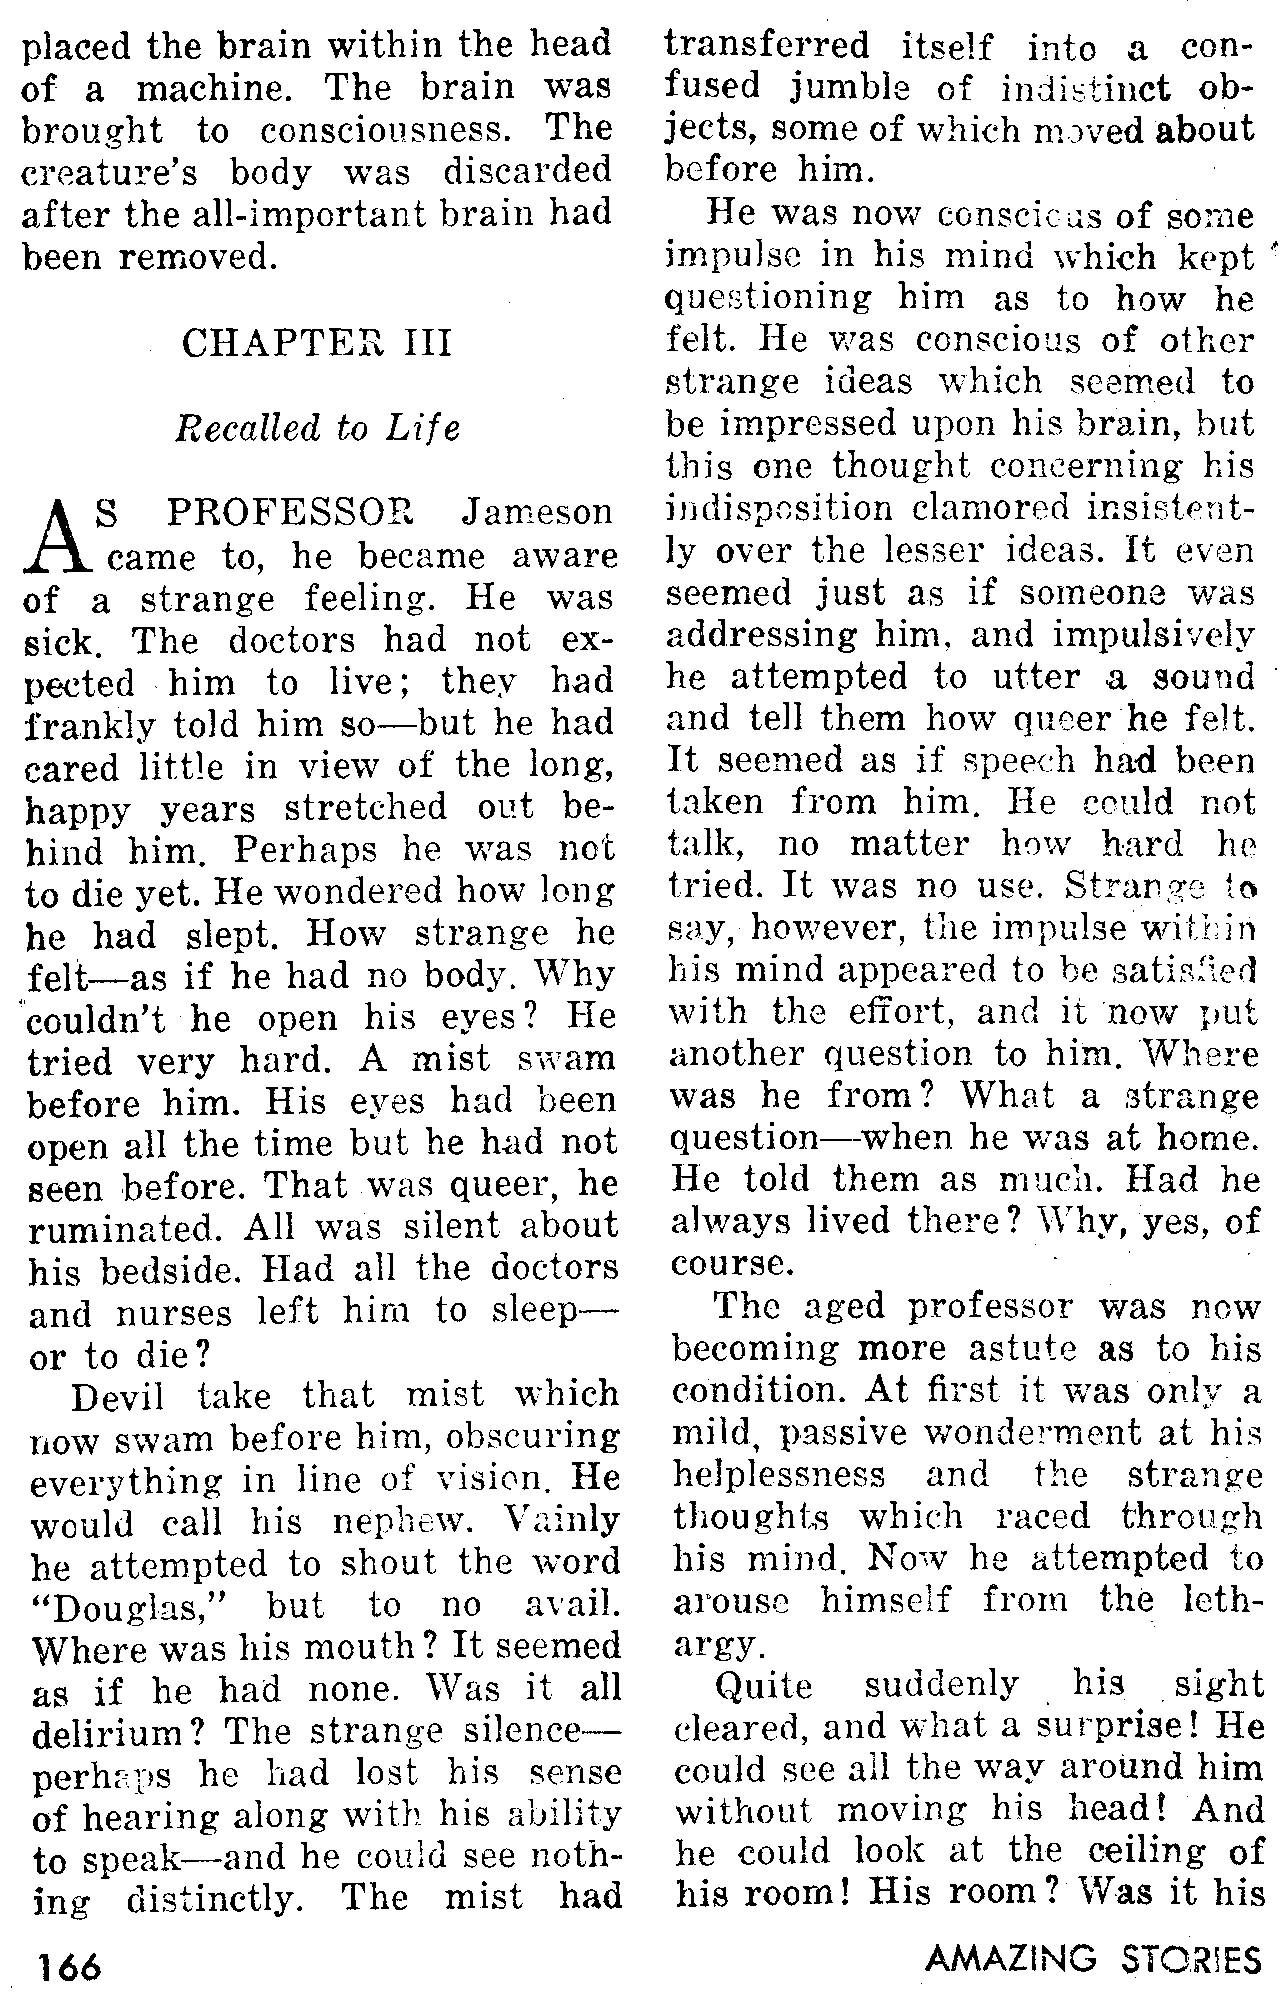 placed the brain within the head
of a machine. The brain was
brought to consciousness. The
creature's body was discarded
after the all-important brain had
been removed.
CHAPTER III
Recalled to Life
AS PROFESSOR Jameson
came to, he became aware
of a strange feeling. He was
sick. The doctors had not ex-
pected him to live; they had
frankly told him so—but he had
cared little in view of the long,
happy years stretched out be-
hind him. Perhaps he was not
to die yet. He wondered how long
he had slept. How strange he
felt—as if he had no body. Why
couldn't he open his eyes? He
tried very hard. A mist swam
before him. His eyes had been
open all the time but he had not
seen before. That was queer, he
ruminated. All was silent about
his bedside. Had all the doctors
and nurses left him to sleep—
or to die?
Devil take that mist which
now swam before him, obscuring
everything in line of vision. He
would call his nephew. Vainly
he attempted to shout the word
"Douglas," but to no avail.
Where was his mouth? It seemed
as if he had none. Was it all
delirium? The strange silence—
perhaps he had lost his sense
of hearing along with his ability
to speak—and he could see noth-
ing distinctly. The mist had
transferred itself into a con-
fused jumble of indistinct ob-
jects, some of which moved about
before him.
He was now conscious of some
impulse in his mind which kept
questioning him as to how he
felt. He was conscious of other
strange ideas which seemed to
be impressed upon his brain, but
this one thought concerning his
indisposition clamored insistent-
ly over the lesser ideas. It even
seemed just as if someone was
addressing him, and impulsively
he attempted to utter a sound
and tell them how queer he felt.
It seemed as if speech had been
taken from him. He could not
talk, no matter how hard he
tried. It was no use. Strange to
say, however, the impulse within
his mind appeared to be satisfied
with the effort, and it now put
another question to him. Where
was he from? What a strange
question—when he was at home.
He told them as much. Had he
always lived there? Why, yes, of
course.
The aged professor was now
becoming more astute as to his
condition. At first it was only a
mild, passive wonderment at his
helplessness and the strange
thoughts which raced through
his mind. Now he attempted to
arouse himself from the leth-
argy.
Quite suddenly his sight
cleared, and what a surprise! He
could see all the way around him
without moving his head! And
he could look at the ceiling of
his room! His room? Was it his
166
AMAZING STORIES